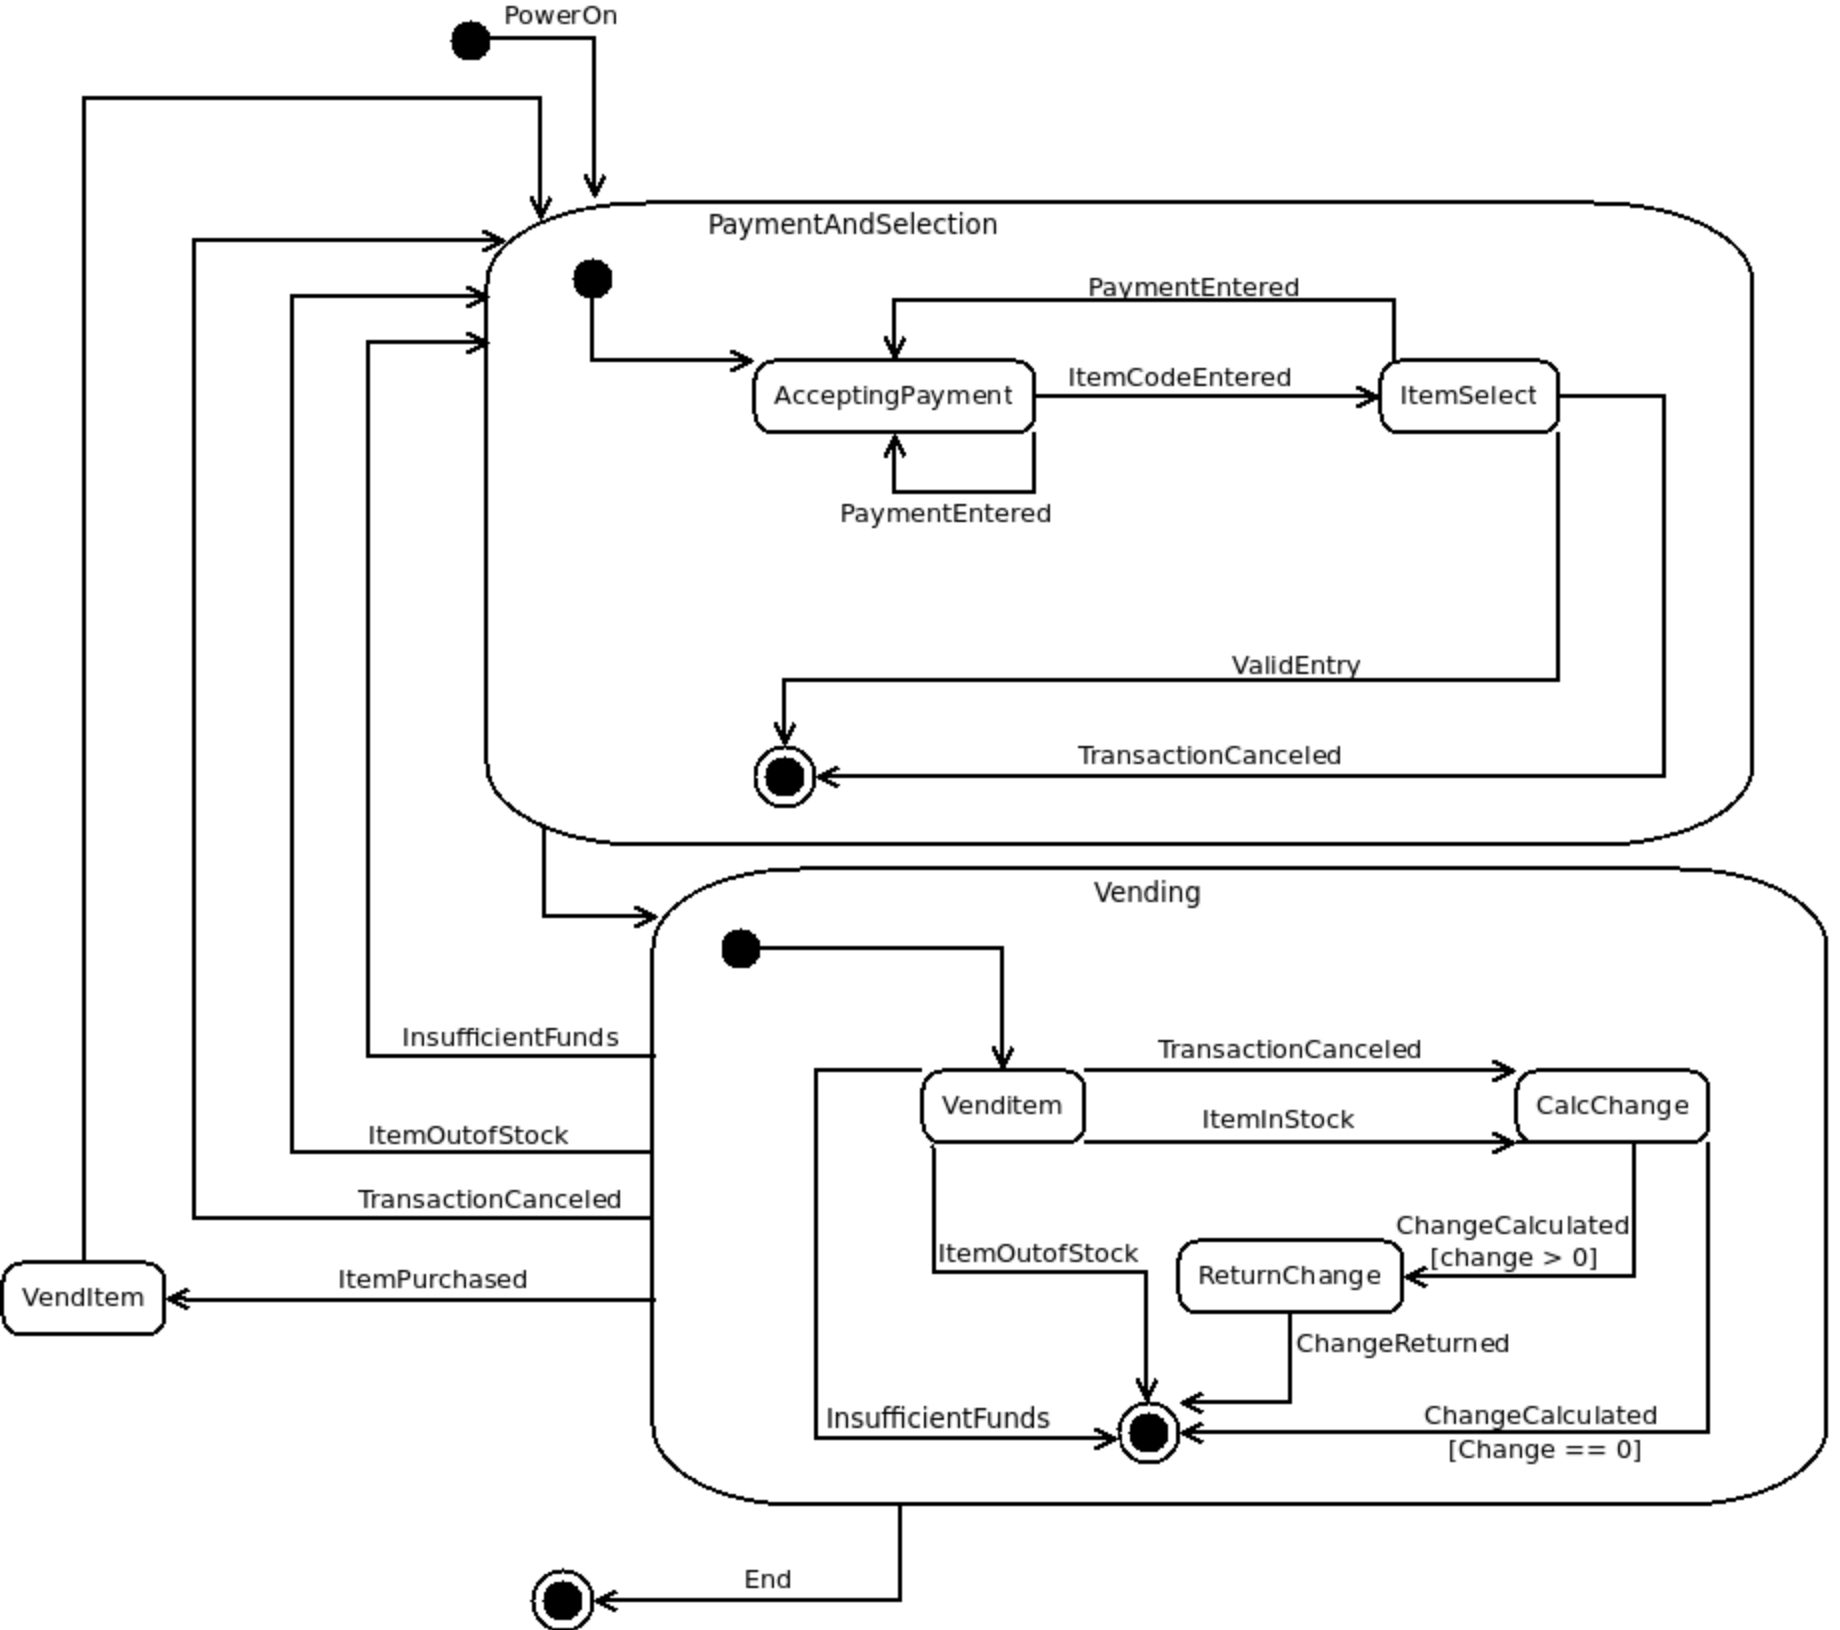 PowerOn
PaymentAndSelection
PaymentEntered
ItemCodeEntered
AcceptingPayment
ItemSelect
PaymentEntered
ValidEntry
TransactionCanceled
Vending
InsufficientFunds
TransactionCanceled
Venditem
CalcChange
ItemInStock
ItemOutofStock
TransactionCanceled
ChangeCalculated
[change > 0]
ItemOutofStock
ReturnChange
ItemPurchased
VendItem
ChangeReturned
InsufficientFunds
ChangeCalculated
[Change == 0]
End